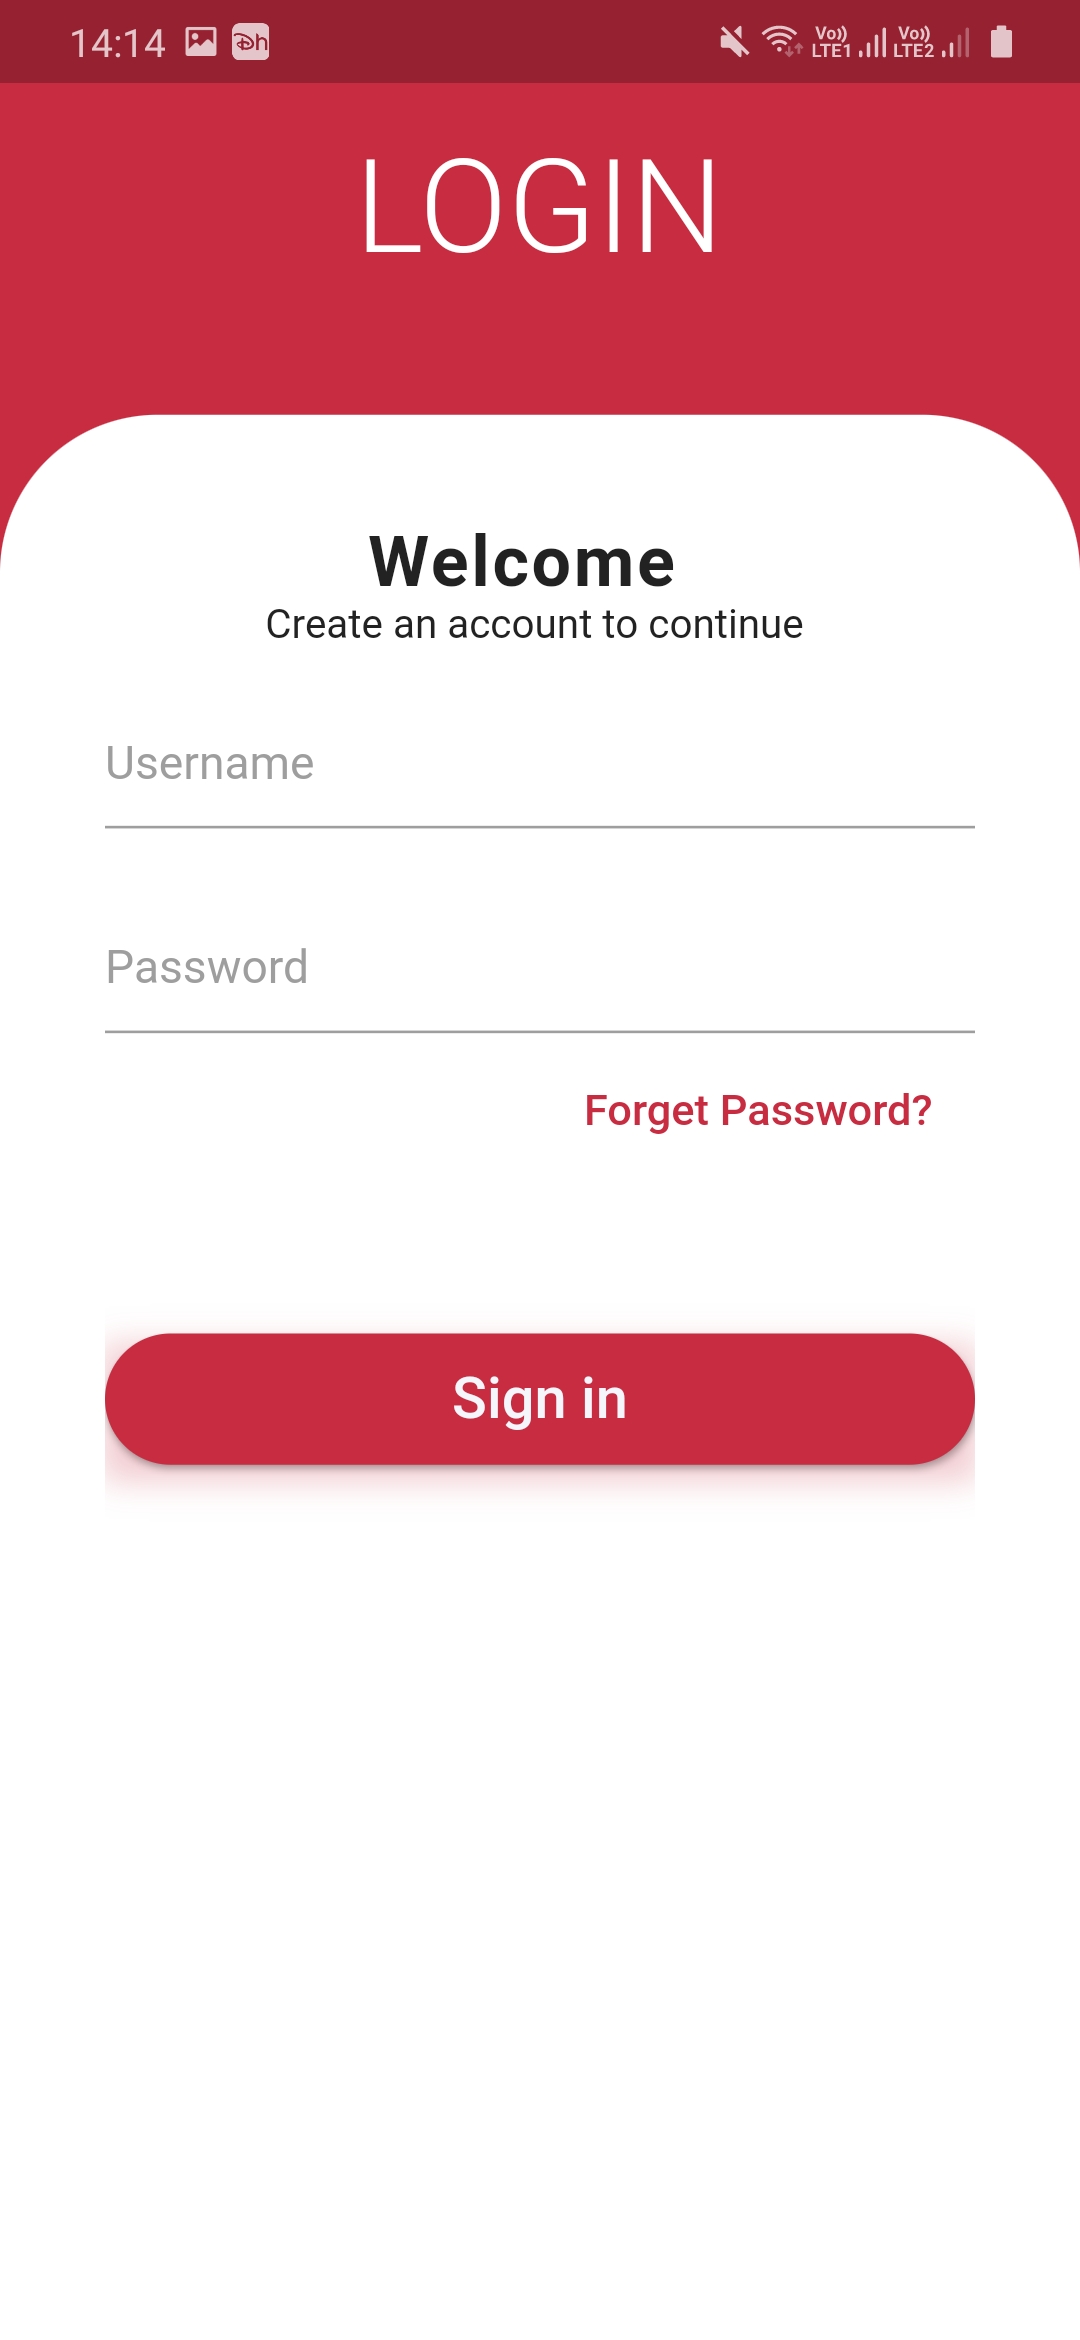 14:14 h Vo)) LTE1 Vo)) LTE2
LOGIN
Welcome
Create an account to continue
Username
Password
Forget Password?
Sign in